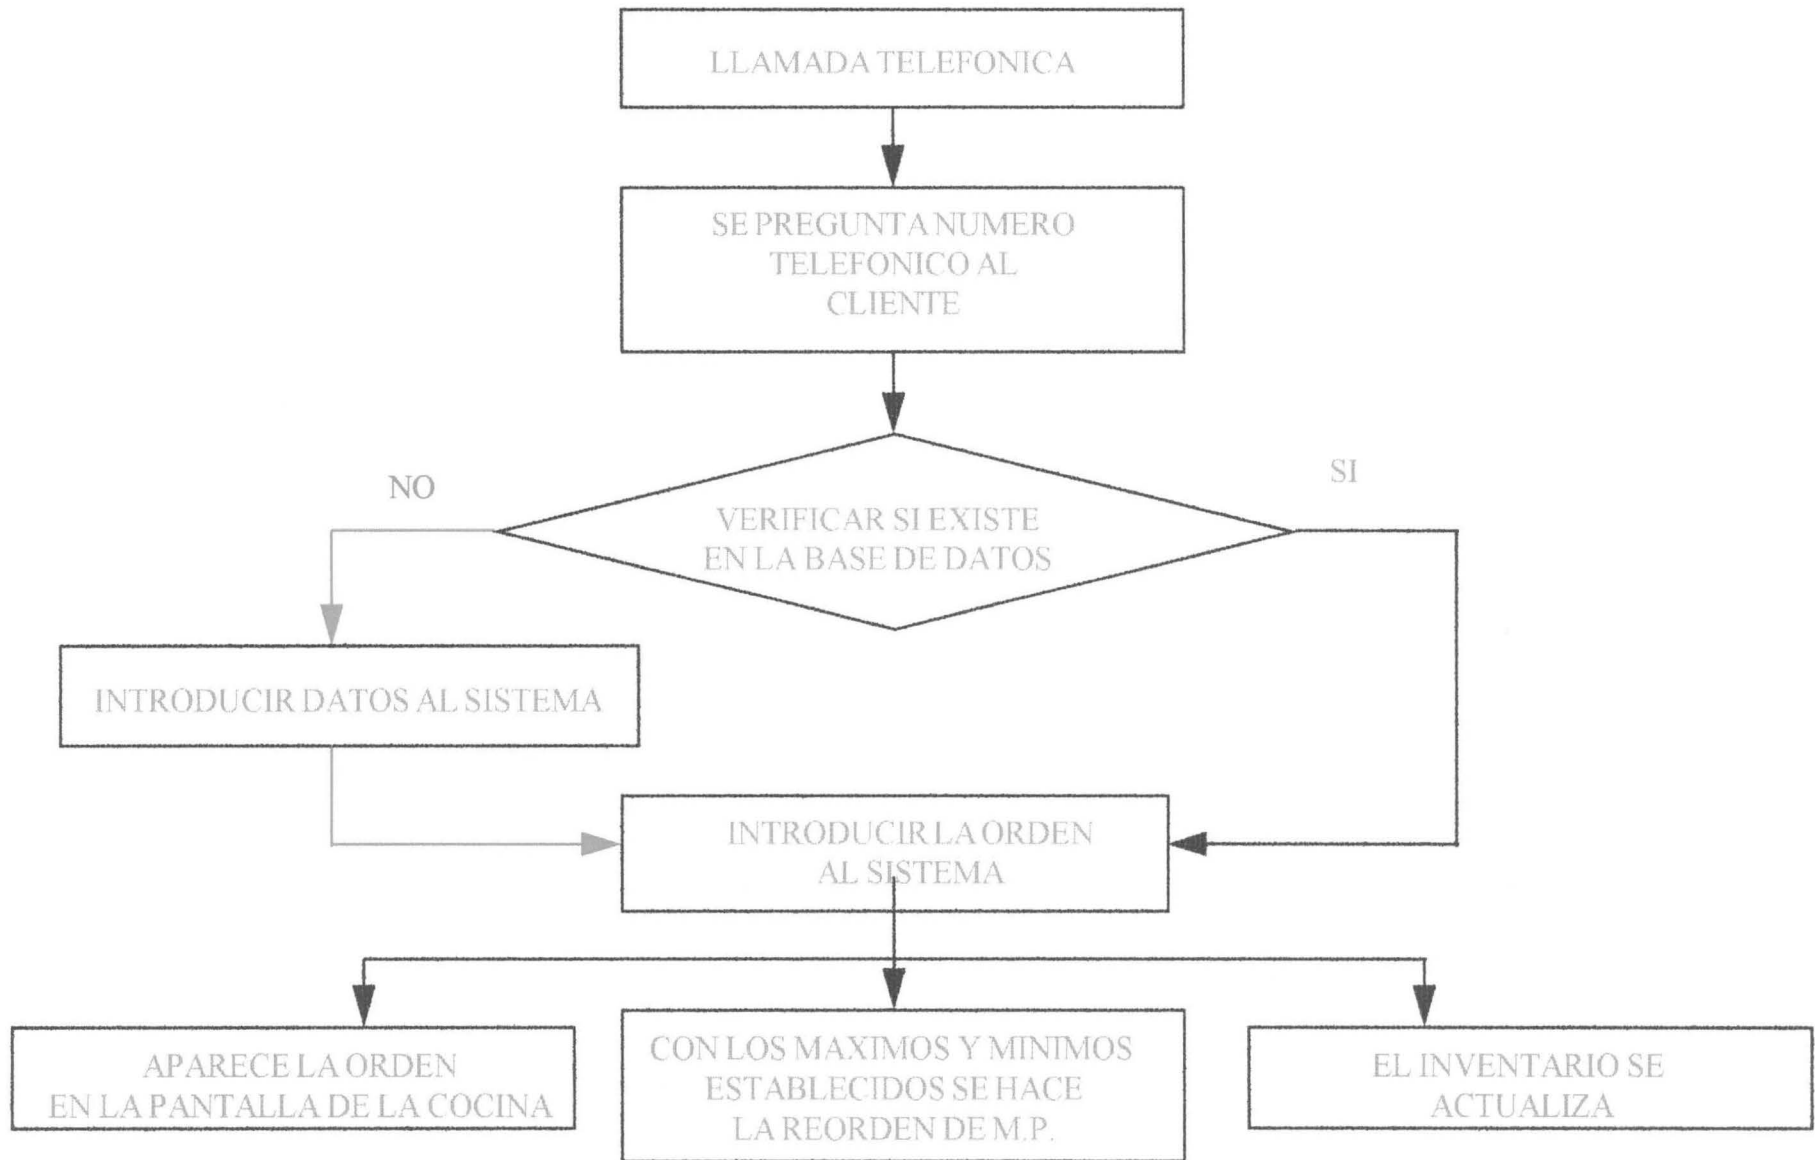 LLAMADA TELEFONICA
SE PREGUNTA NUMERO
TELEFONICO AL
CLIENTE
NO
SI
VERIFICAR SI EXISTE
EN LA BASE DE DATOS
INTRODUCIR DATOS AL SISTEMA
INTRODUCIR LA ORDEN
AL SISTEMA
APARECE LA ORDEN
EN LA PANTALLA DE LA COCINA
CON LOS MAXIMOS Y MINIMOS
ESTABLECIDOS SE HACE
LA REORDEN DE M.P.
EL INVENTARIO SE
ACTUALIZA